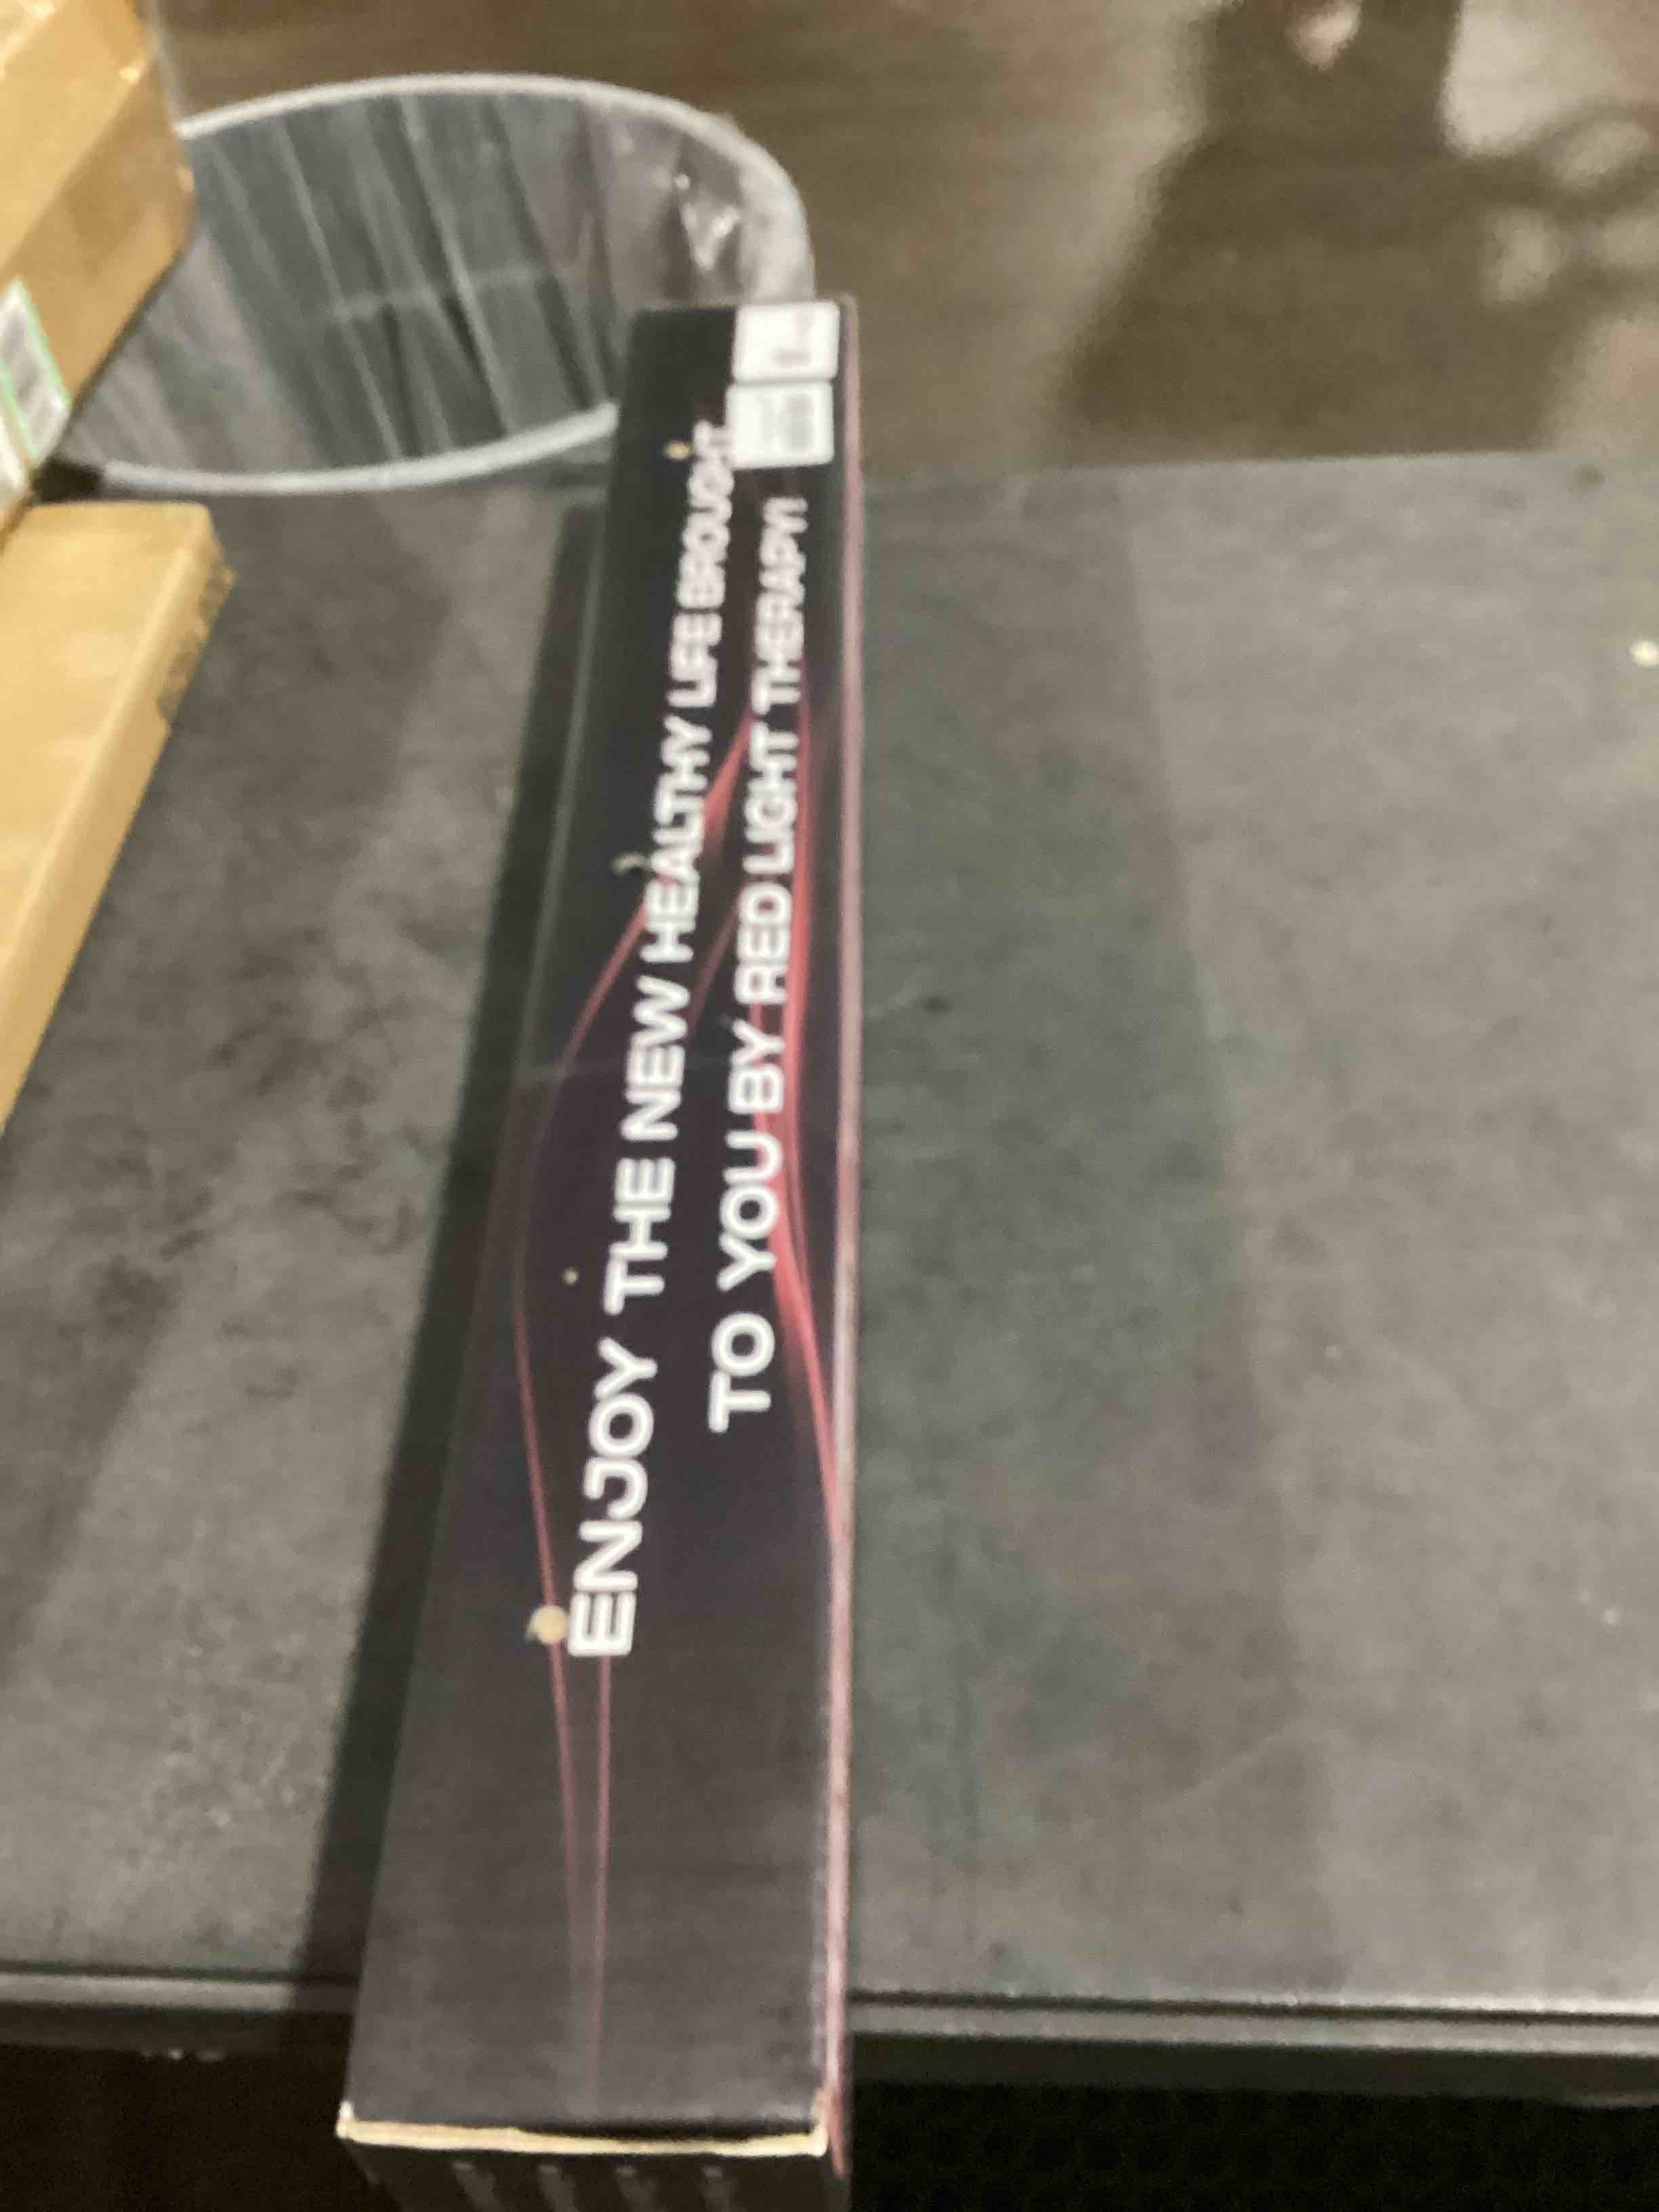 ENJOY THE NEW HEALTHY LIFE BROUGHT
TO YOU BY RED LIGHT THERAPY!